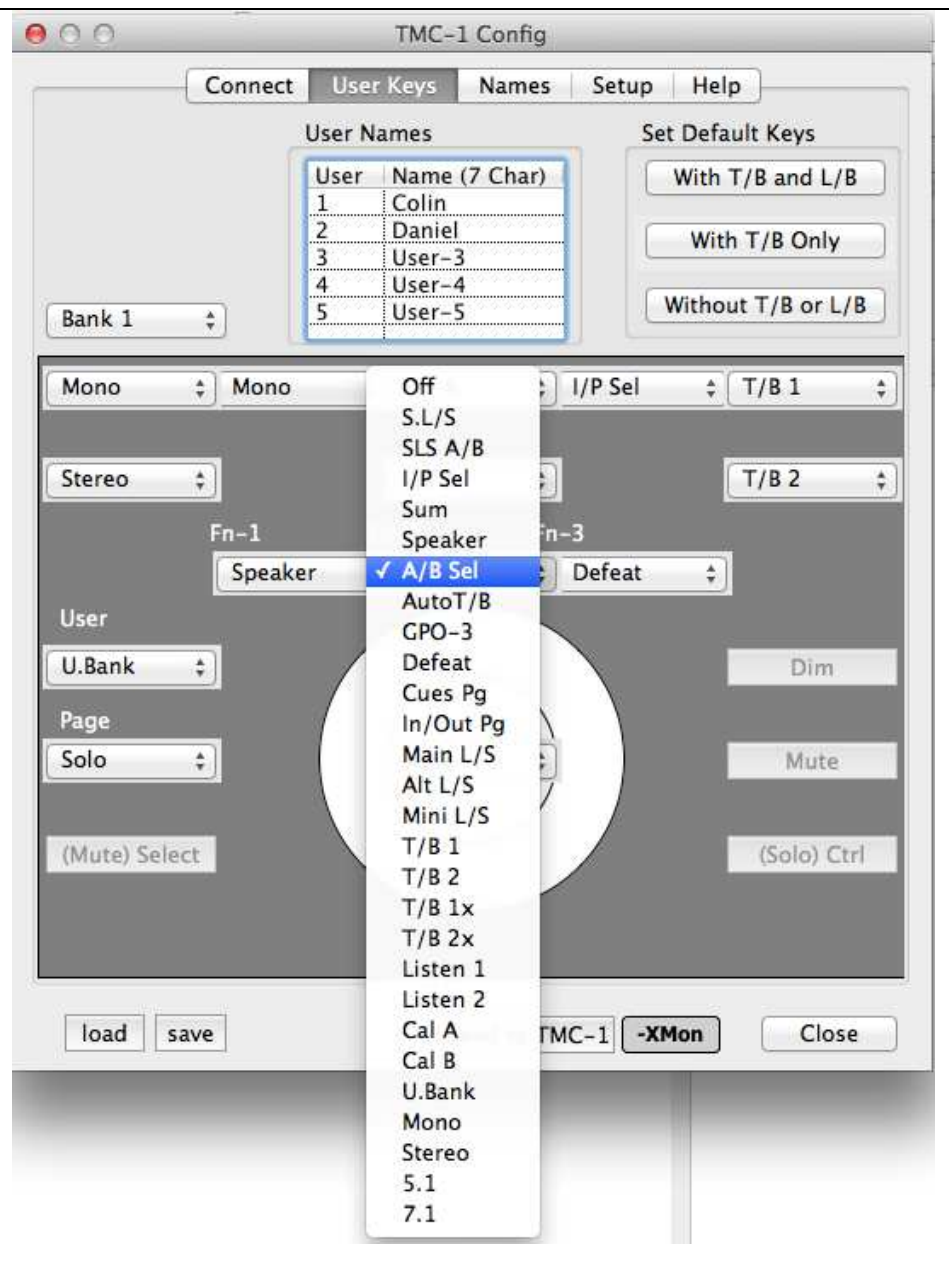 TMC-1 Config
Connect User Keys Names Setup Help
User Names Set Default Keys
User Name (7 Char)
1 Colin
2 Daniel
3 User-3
4 User-4
5 User-5
With T/B and L/B
With T/B Only
Without T/B or L/B
Bank 1
Mono Mono I/P Sel T/B 1
Stereo T/B 2
Fn-1 Fn-3
Speaker Defeat
User
U.Bank Dim
Page
Solo Mute
(Mute) Select (Solo) Ctrl
Off
S.L/S
SLS A/B
I/P Sel
Sum
Speaker
✓ A/B Sel
AutoT/B
GPO-3
Defeat
Cues Pg
In/Out Pg
Main L/S
Alt L/S
Mini L/S
T/B 1
T/B 2
T/B 1x
T/B 2x
Listen 1
Listen 2
Cal A
Cal B
U.Bank
Mono
Stereo
5.1
7.1
load save TMC-1 -XMon Close